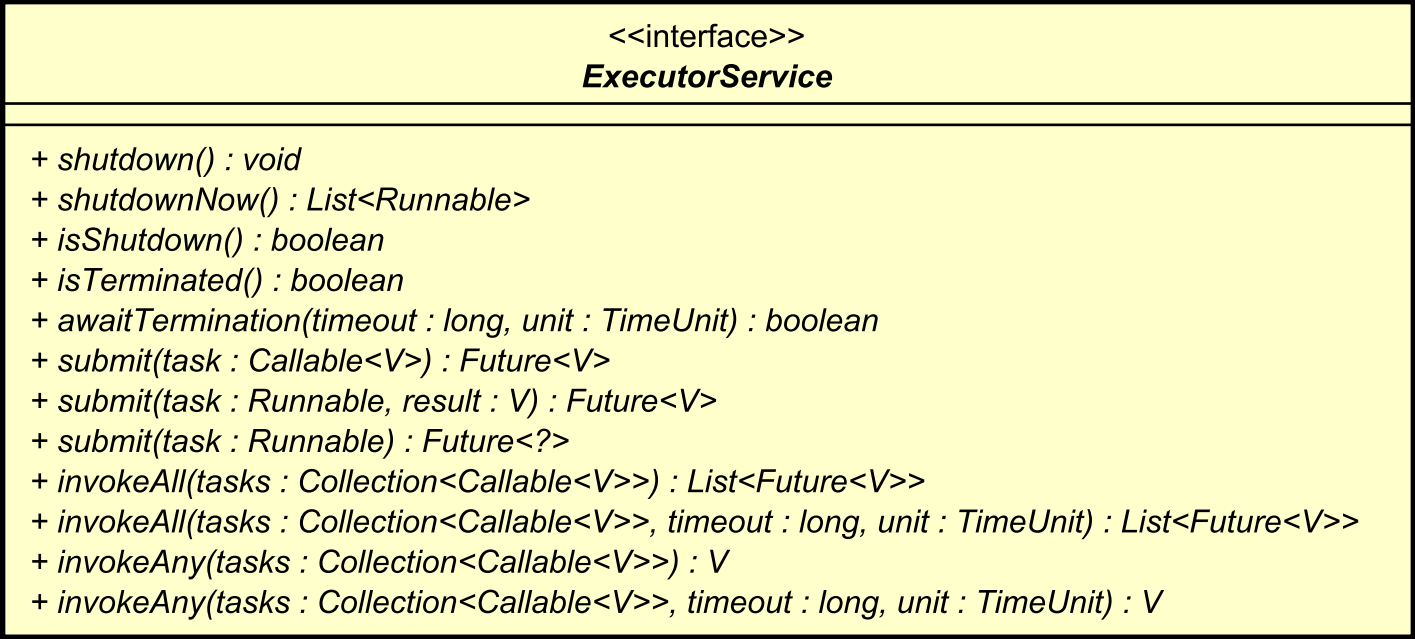 <<interface>>
ExecutorService
+ shutdown() : void
+ shutdownNow() : List<Runnable>
+ isShutdown() : boolean
+ isTerminated() : boolean
+ awaitTermination(timeout : long, unit : TimeUnit) : boolean
+ submit(task : Callable<V>) : Future<V>
+ submit(task : Runnable, result : V) : Future<V>
+ submit(task : Runnable) : Future<?>
+ invokeAll(tasks : Collection<Callable<V>>) : List<Future<V>>
+ invokeAll(tasks : Collection<Callable<V>>, timeout : long, unit : TimeUnit) : List<Future<V>>
+ invokeAny(tasks : Collection<Callable<V>>) : V
+ invokeAny(tasks : Collection<Callable<V>>, timeout : long, unit : TimeUnit) : V